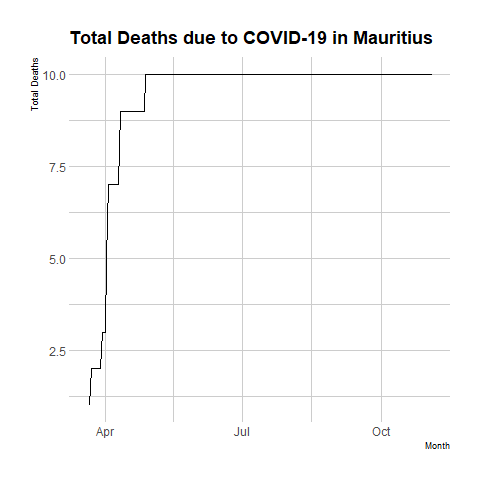 Total Deaths due to COVID-19 in Mauritius
Total Deaths
10.0
7.5
5.0
2.5
Apr Jul Oct
Month